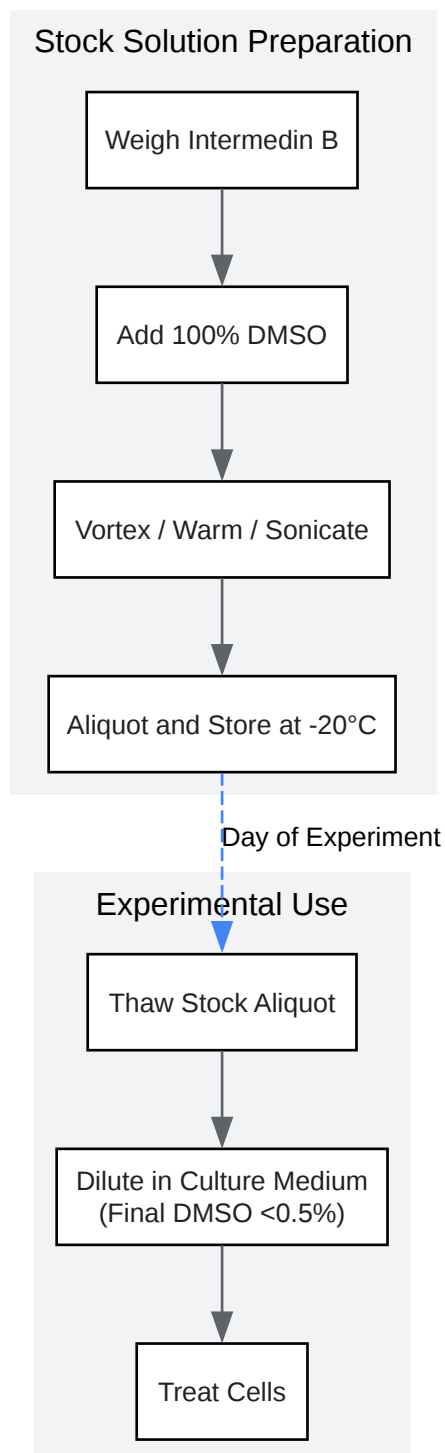 Stock Solution Preparation
Weigh Intermedin B
Add 100% DMSO
Vortex / Warm / Sonicate
Aliquot and Store at -20°C
Day of Experiment
Experimental Use
Thaw Stock Aliquot
Dilute in Culture Medium
(Final DMSO <0.5%)
Treat Cells